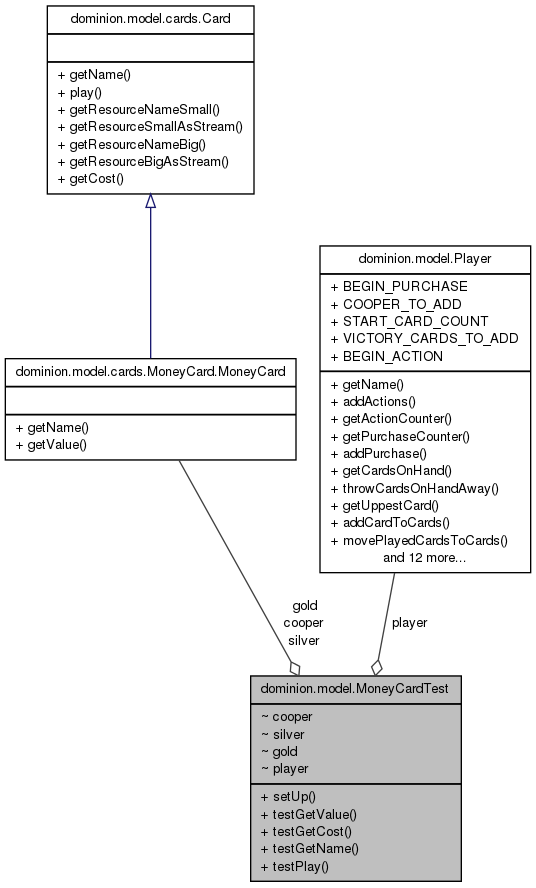 dominion.model.cards.Card
+ getName()
+ play()
+ getResourceNameSmall()
+ getResourceSmallAsStream()
+ getResourceNameBig()
+ getResourceBigAsStream()
+ getCost()
dominion.model.Player
+ BEGIN_PURCHASE
+ COOPER_TO_ADD
+ START_CARD_COUNT
+ VICTORY_CARDS_TO_ADD
+ BEGIN_ACTION
+ getName()
+ addActions()
+ getActionCounter()
+ getPurchaseCounter()
+ addPurchase()
+ getCardsOnHand()
+ throwCardsOnHandAway()
+ getUppestCard()
+ addCardToCards()
+ movePlayedCardsToCards()
and 12 more...
dominion.model.cards.MoneyCard.MoneyCard
+ getName()
+ getValue()
gold
cooper
silver
player
dominion.model.MoneyCardTest
~ cooper
~ silver
~ gold
~ player
+ setUp()
+ testGetValue()
+ testGetCost()
+ testGetName()
+ testPlay()